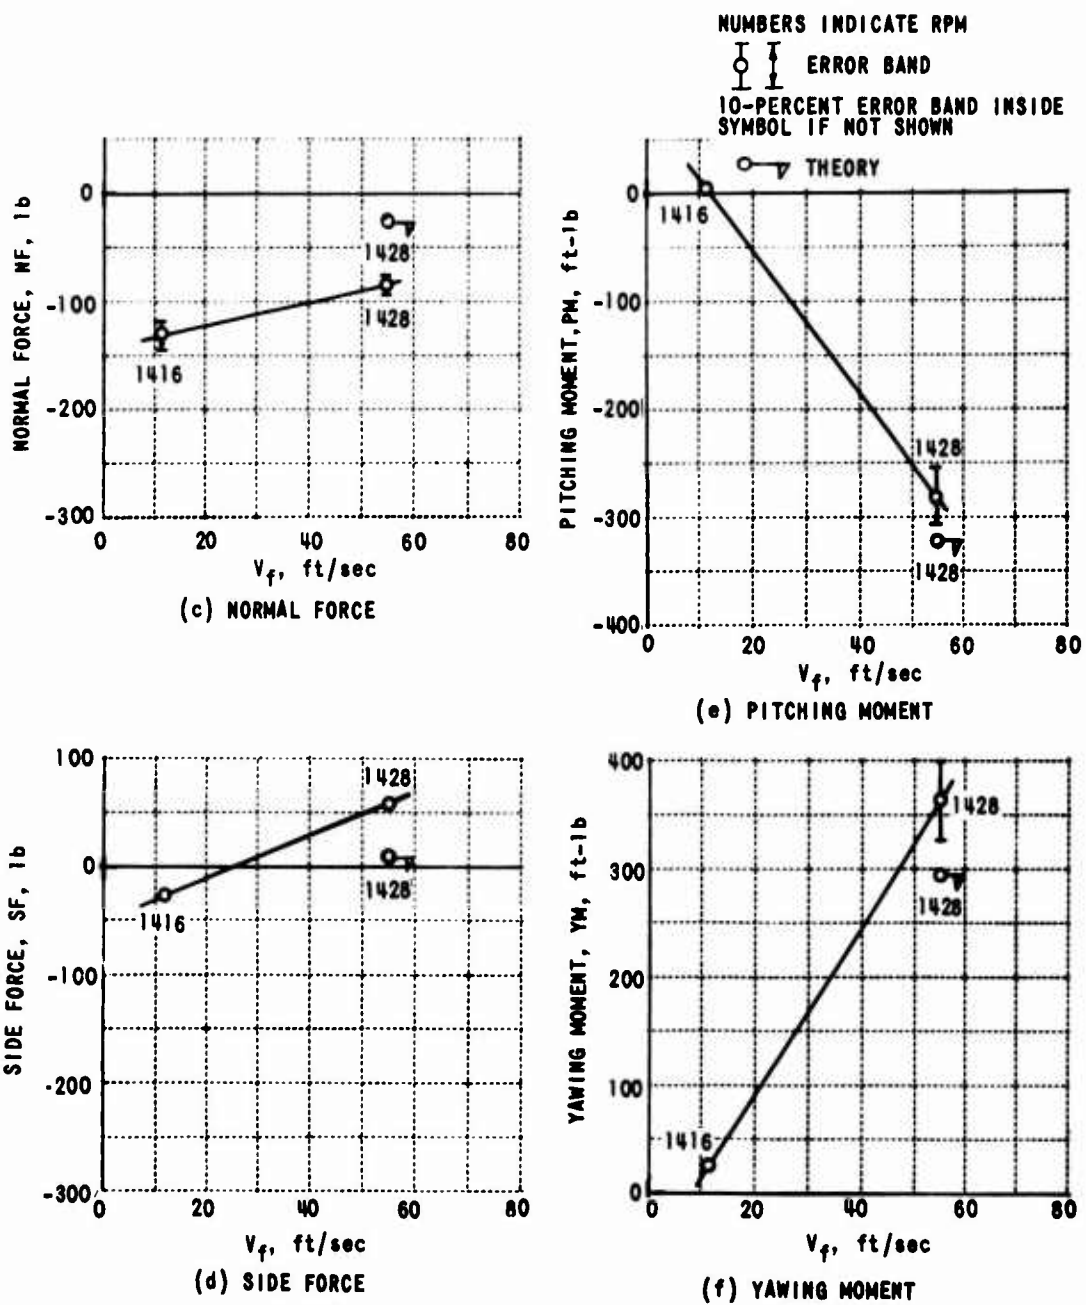 NUMBERS INDICATE RPM
ERROR BAND
10-PERCENT ERROR BAND INSIDE
SYMBOL IF NOT SHOWN
THEORY
NORMAL FORCE, NF, lb
0
-100
-200
-300
1416
1428
1428
0 20 40 60 80
Vf, ft/sec
(c) NORMAL FORCE
PITCHING MOMENT,PM, ft-lb
0
-100
-200
-300
-400
1416
1428
1428
0 20 40 60 80
Vf, ft/sec
(e) PITCHING MOMENT
SIDE FORCE, SF, lb
100
0
-100
-200
-300
1416
1428
1428
0 20 40 60 80
Vf, ft/sec
(d) SIDE FORCE
YAWING MOMENT, YM, ft-lb
400
300
200
100
0
1416
1428
1428
0 20 40 60 80
Vf, ft/sec
(f) YAWING MOMENT